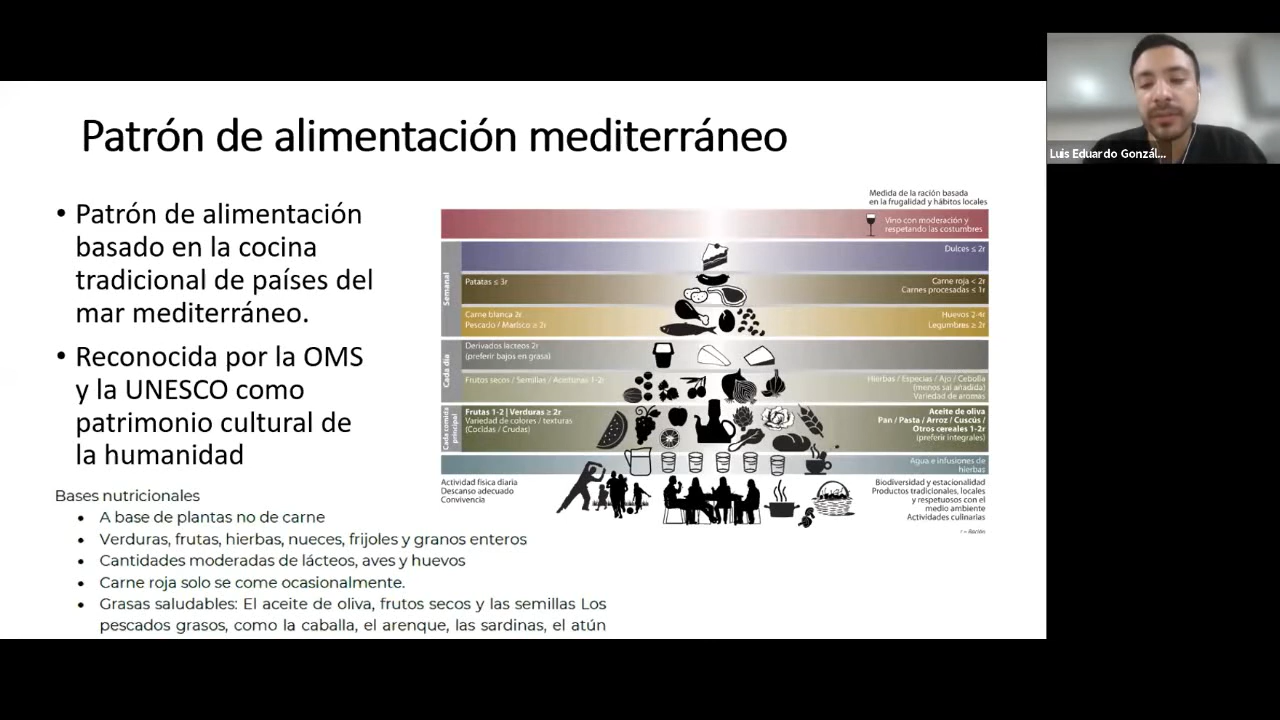 Patrón de alimentación mediterráneo
• Patrón de alimentación
basado en la cocina
tradicional de países del
mar mediterráneo.
• Reconocida por la OMS
y la UNESCO como
patrimonio cultural de
la humanidad
Bases nutricionales
• A base de plantas no de carne
• Verduras, frutas, hierbas, nueces, frijoles y granos enteros
• Cantidades moderadas de lácteos, aves y huevos
• Carne roja solo se come ocasionalmente.
• Grasas saludables: El aceite de oliva, frutos secos y las semillas Los
pescados grasos, como la caballa, el arenque, las sardinas, el atún
Medida de la ración basada
en la frugalidad y hábitos locales
Vino con moderación y
respetando las costumbres
Semanal
Dulces ≤ 2r
Patatas ≤ 3r
Carne roja < 2r
Carnes procesadas ≤ 1r
Carne blanca 2r
Pescado / Marisco ≥ 2r
Huevos 2-4r
Legumbres ≥ 2r
Cada día
Derivados lácteos 2r
(preferir bajos en grasa)
Frutos secos / Semillas / Aceitunas 1-2r
Hierbas / Especias / Ajo / Cebolla
(menos sal añadida)
Variedad de aromas
Cada comida
principal
Frutas 1-2 | Verduras ≥ 2r
Variedad de colores / texturas
(Cocidas / Crudas)
Aceite de oliva
Pan / Pasta / Arroz / Cuscús /
Otros cereales 1-2r
(preferir integrales)
Agua e infusiones de
hierbas
Actividad física diaria
Descanso adecuado
Convivencia
Biodiversidad y estacionalidad
Productos tradicionales, locales
y respetuosos con el
medio ambiente
Actividades culinarias
r = Ración
Luis Eduardo Gonzál...